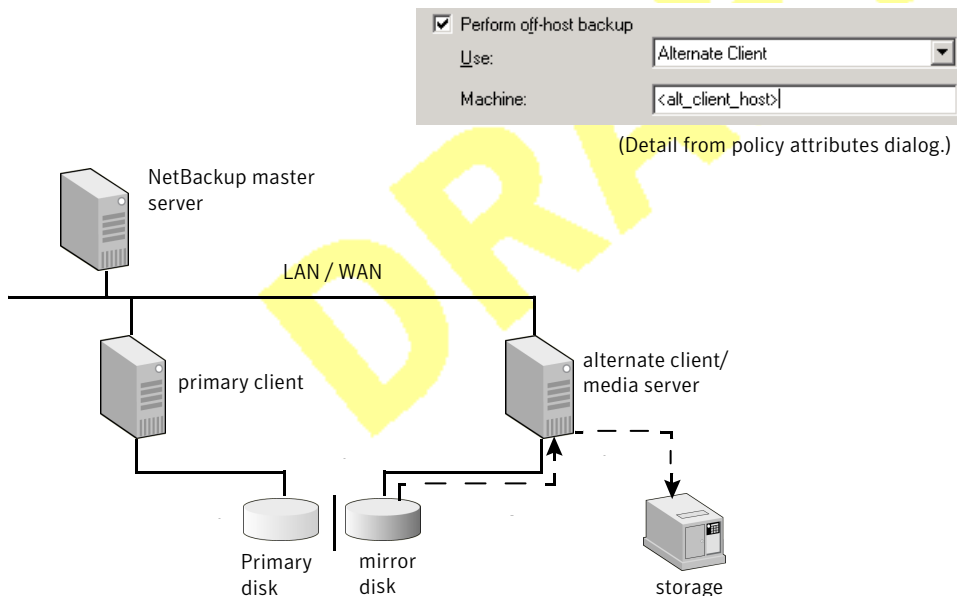 Perform off-host backup
Use:
Alternate Client
Machine:
<alt_client_host>
(Detail from policy attributes dialog.)
NetBackup master
server
LAN / WAN
primary client
alternate client/
media server
Primary
disk
mirror
disk
storage
DRA